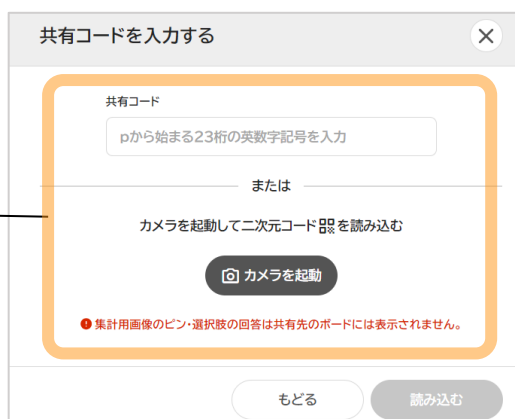 共有コードを入力する
共有コード
pから始まる23桁の英数字記号を入力
または
カメラを起動して二次元コードを読み込む
カメラを起動
集計用画像のピン・選択肢の回答は共有先のボードには表示されません。
もどる
読み込む